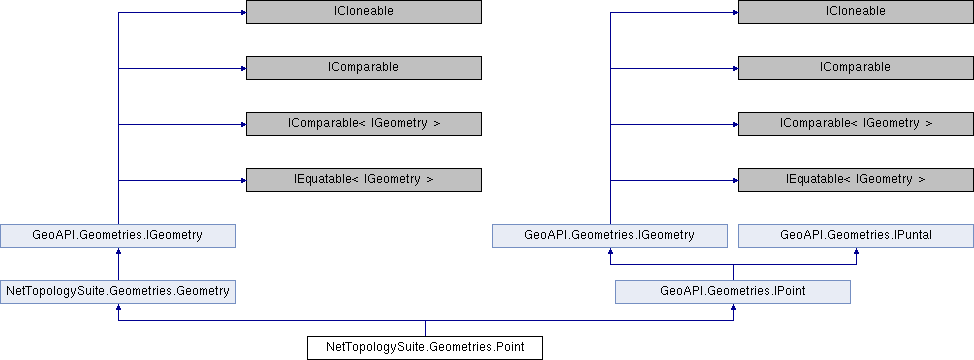 ICloneable
ICloneable
IComparable
IComparable
IComparable< IGeometry >
IComparable< IGeometry >
IEquatable< IGeometry >
IEquatable< IGeometry >
GeoAPI.Geometries.IGeometry
GeoAPI.Geometries.IGeometry
GeoAPI.Geometries.IPuntal
NetTopologySuite.Geometries.Geometry
GeoAPI.Geometries.IPoint
NetTopologySuite.Geometries.Point